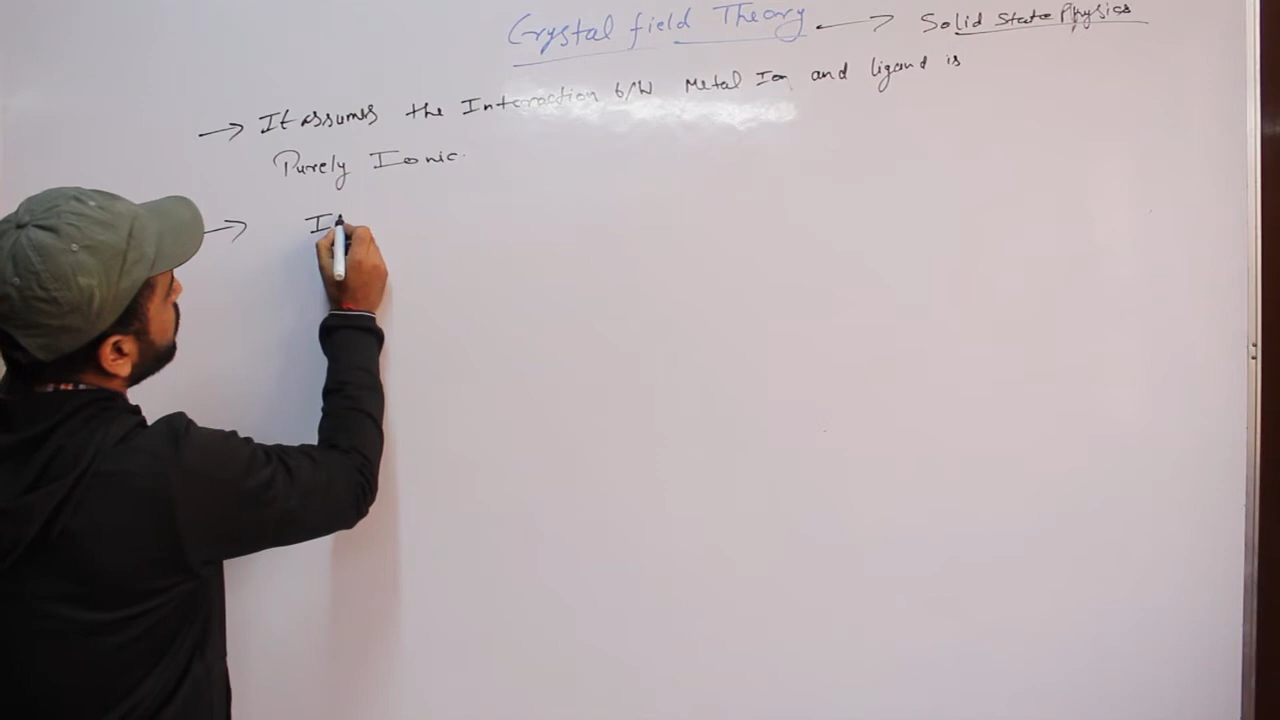 Crystal field Theory → Solid State Physics
→ It assumes the Interaction b/w Metal Ion and ligand is
Purely Ionic.
→ I